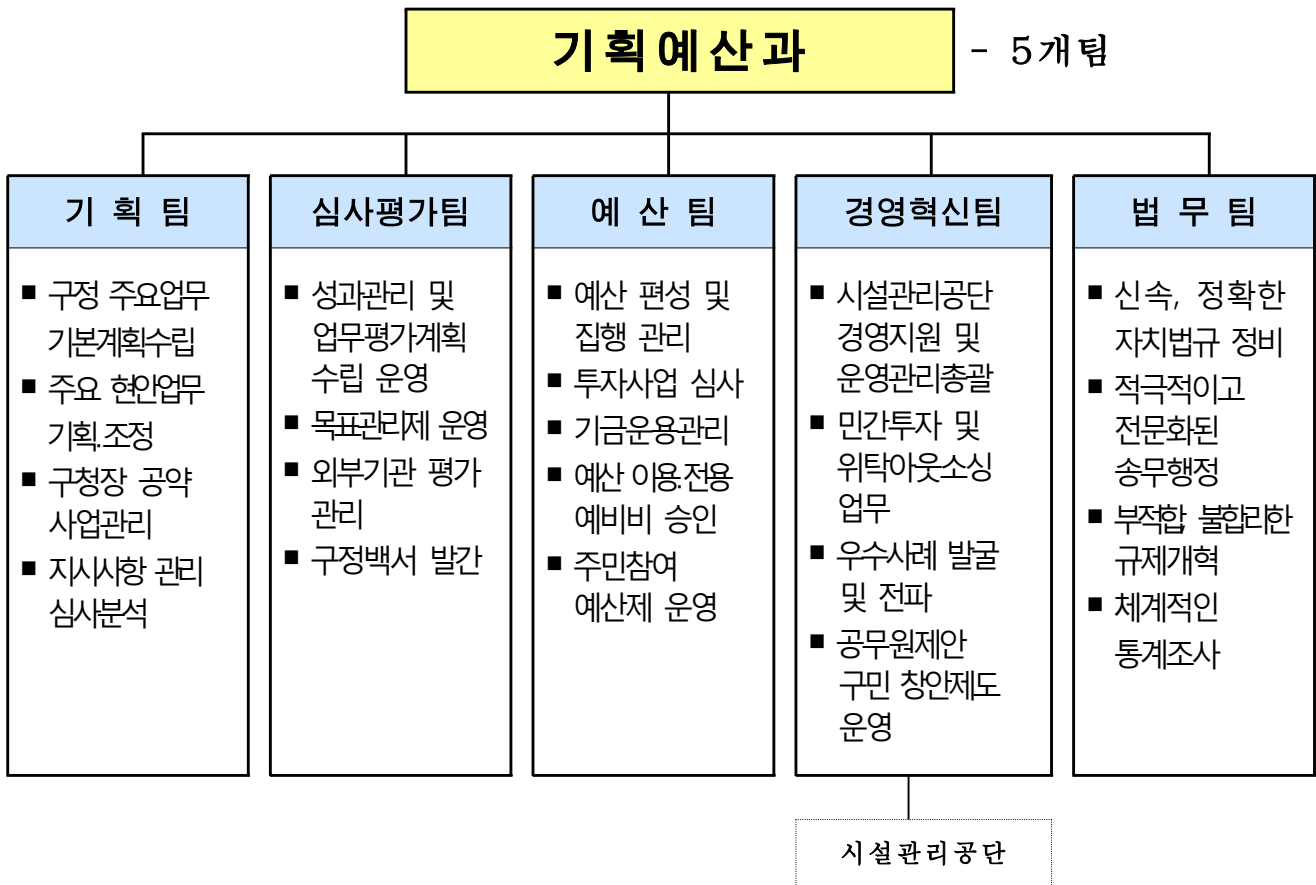 기획예산과
- 5개팀
기 획 팀
■ 구정 주요업무
기본계획수립
■ 주요 현안업무
기획.조정
■ 구청장 공약
사업관리
■ 지시사항 관리
심사분석
심사평가팀
■ 성과관리 및
업무평가계획
수립 운영
■ 목표관리제 운영
■ 외부기관 평가
관리
■ 구정백서 발간
예 산 팀
■ 예산 편성 및
집행 관리
■ 투자사업 심사
■ 기금운용관리
■ 예산 이용.전용
예비비 승인
■ 주민참여
예산제 운영
경영혁신팀
■ 시설관리공단
경영지원 및
운영관리총괄
■ 민간투자 및
위탁아웃소싱
업무
■ 우수사례 발굴
및 전파
■ 공무원제안
구민 창안제도
운영
법 무 팀
■ 신속, 정확한
자치법규 정비
■ 적극적이고
전문화된
송무행정
■ 부적합, 불합리한
규제개혁
■ 체계적인
통계조사
시설관리공단